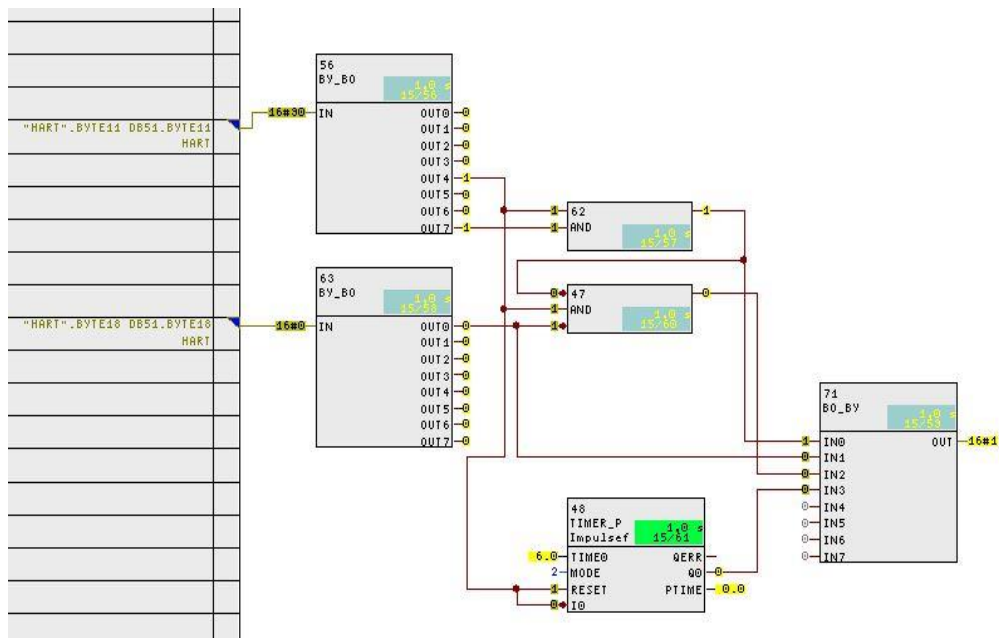 "HART".BYTE11 DB51.BYTE11
HART
"HART".BYTE18 DB51.BYTE18
HART
56
BY_BO
1,0 s
15/56
16#90
IN
OUT0 0
OUT1 0
OUT2 0
OUT3 0
OUT4 1
OUT5 0
OUT6 0
OUT7 1
63
BY_BO
1,0 s
15/58
16#0
IN
OUT0 0
OUT1 0
OUT2 0
OUT3 0
OUT4 0
OUT5 0
OUT6 0
OUT7 0
1 62 1
1 AND
1,0 s
15/57
0 47 0
1 AND
1
1,0 s
15/60
48
TIMER_P
Impulsef
1,0 s
15/61
6.0 TIME0 QERR
2 MODE Q0 0
1 RESET PTIME 0.0
0 I0
71
BO_BY
1,0 s
15/59
1 IN0 OUT 16#1
0 IN1
0 IN2
0 IN3
0 IN4
0 IN5
0 IN6
0 IN7